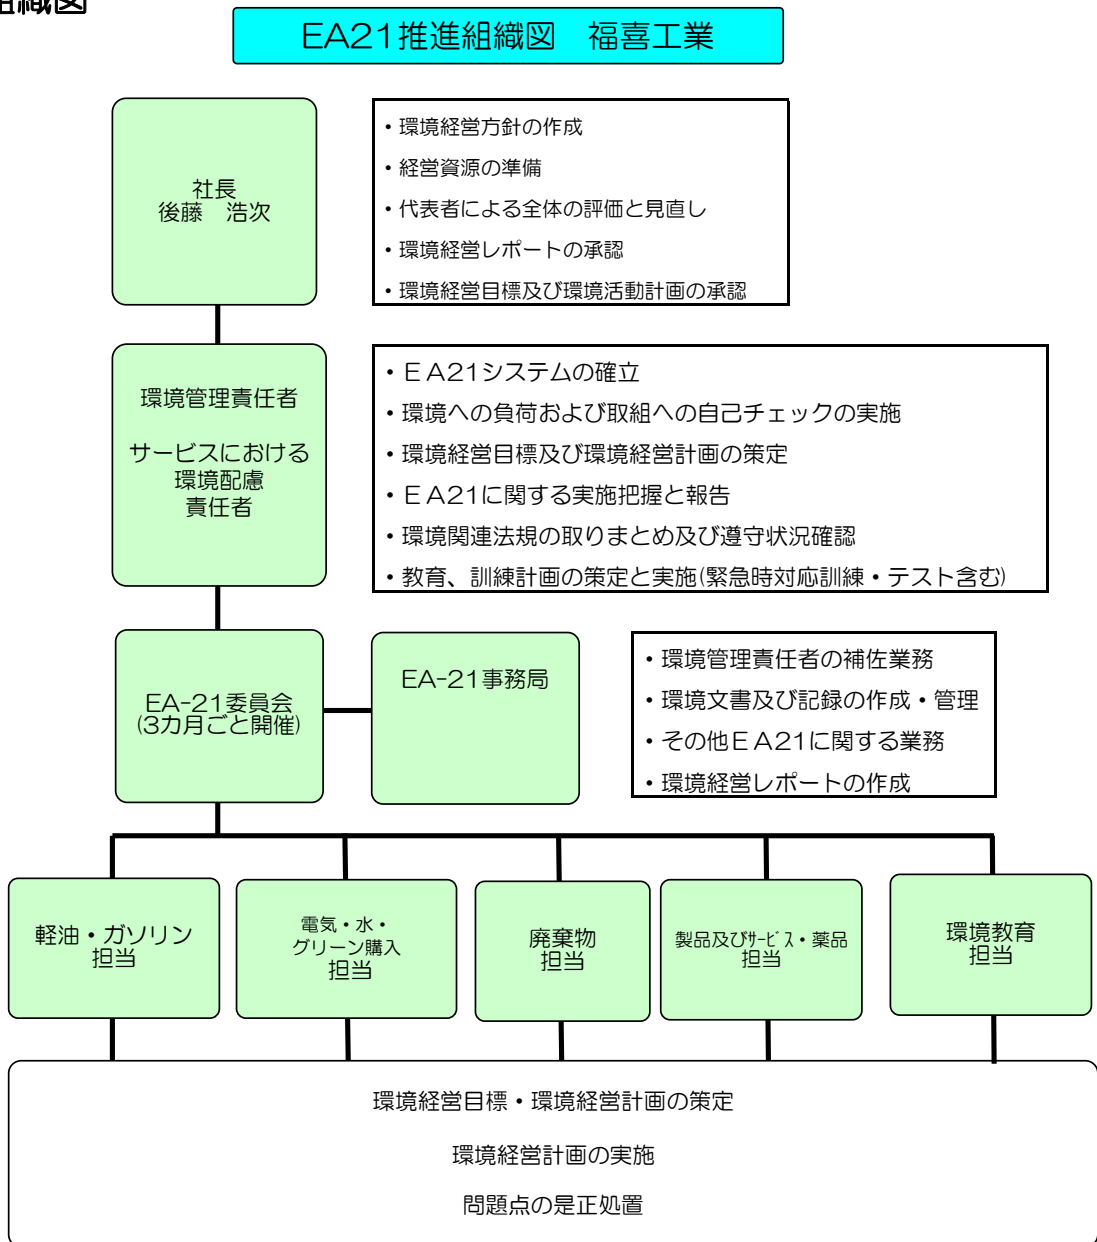 組織図
EA21推進組織図　福喜工業
社長
後藤　浩次
・環境経営方針の作成
・経営資源の準備
・代表者による全体の評価と見直し
・環境経営レポートの承認
・環境経営目標及び環境活動計画の承認
環境管理責任者
サービスにおける
環境配慮
責任者
・ＥＡ21システムの確立
・環境への負荷および取組への自己チェックの実施
・環境経営目標及び環境経営計画の策定
・ＥＡ21に関する実施把握と報告
・環境関連法規の取りまとめ及び遵守状況確認
・教育、訓練計画の策定と実施(緊急時対応訓練・テスト含む)
EA-21委員会
(3カ月ごと開催)
EA-21事務局
・環境管理責任者の補佐業務
・環境文書及び記録の作成・管理
・その他ＥＡ21に関する業務
・環境経営レポートの作成
軽油・ガソリン
担当
電気・水・
グリーン購入
担当
廃棄物
担当
製品及びｻｰﾋﾞｽ・薬品
担当
環境教育
担当
環境経営目標・環境経営計画の策定
環境経営計画の実施
問題点の是正処置